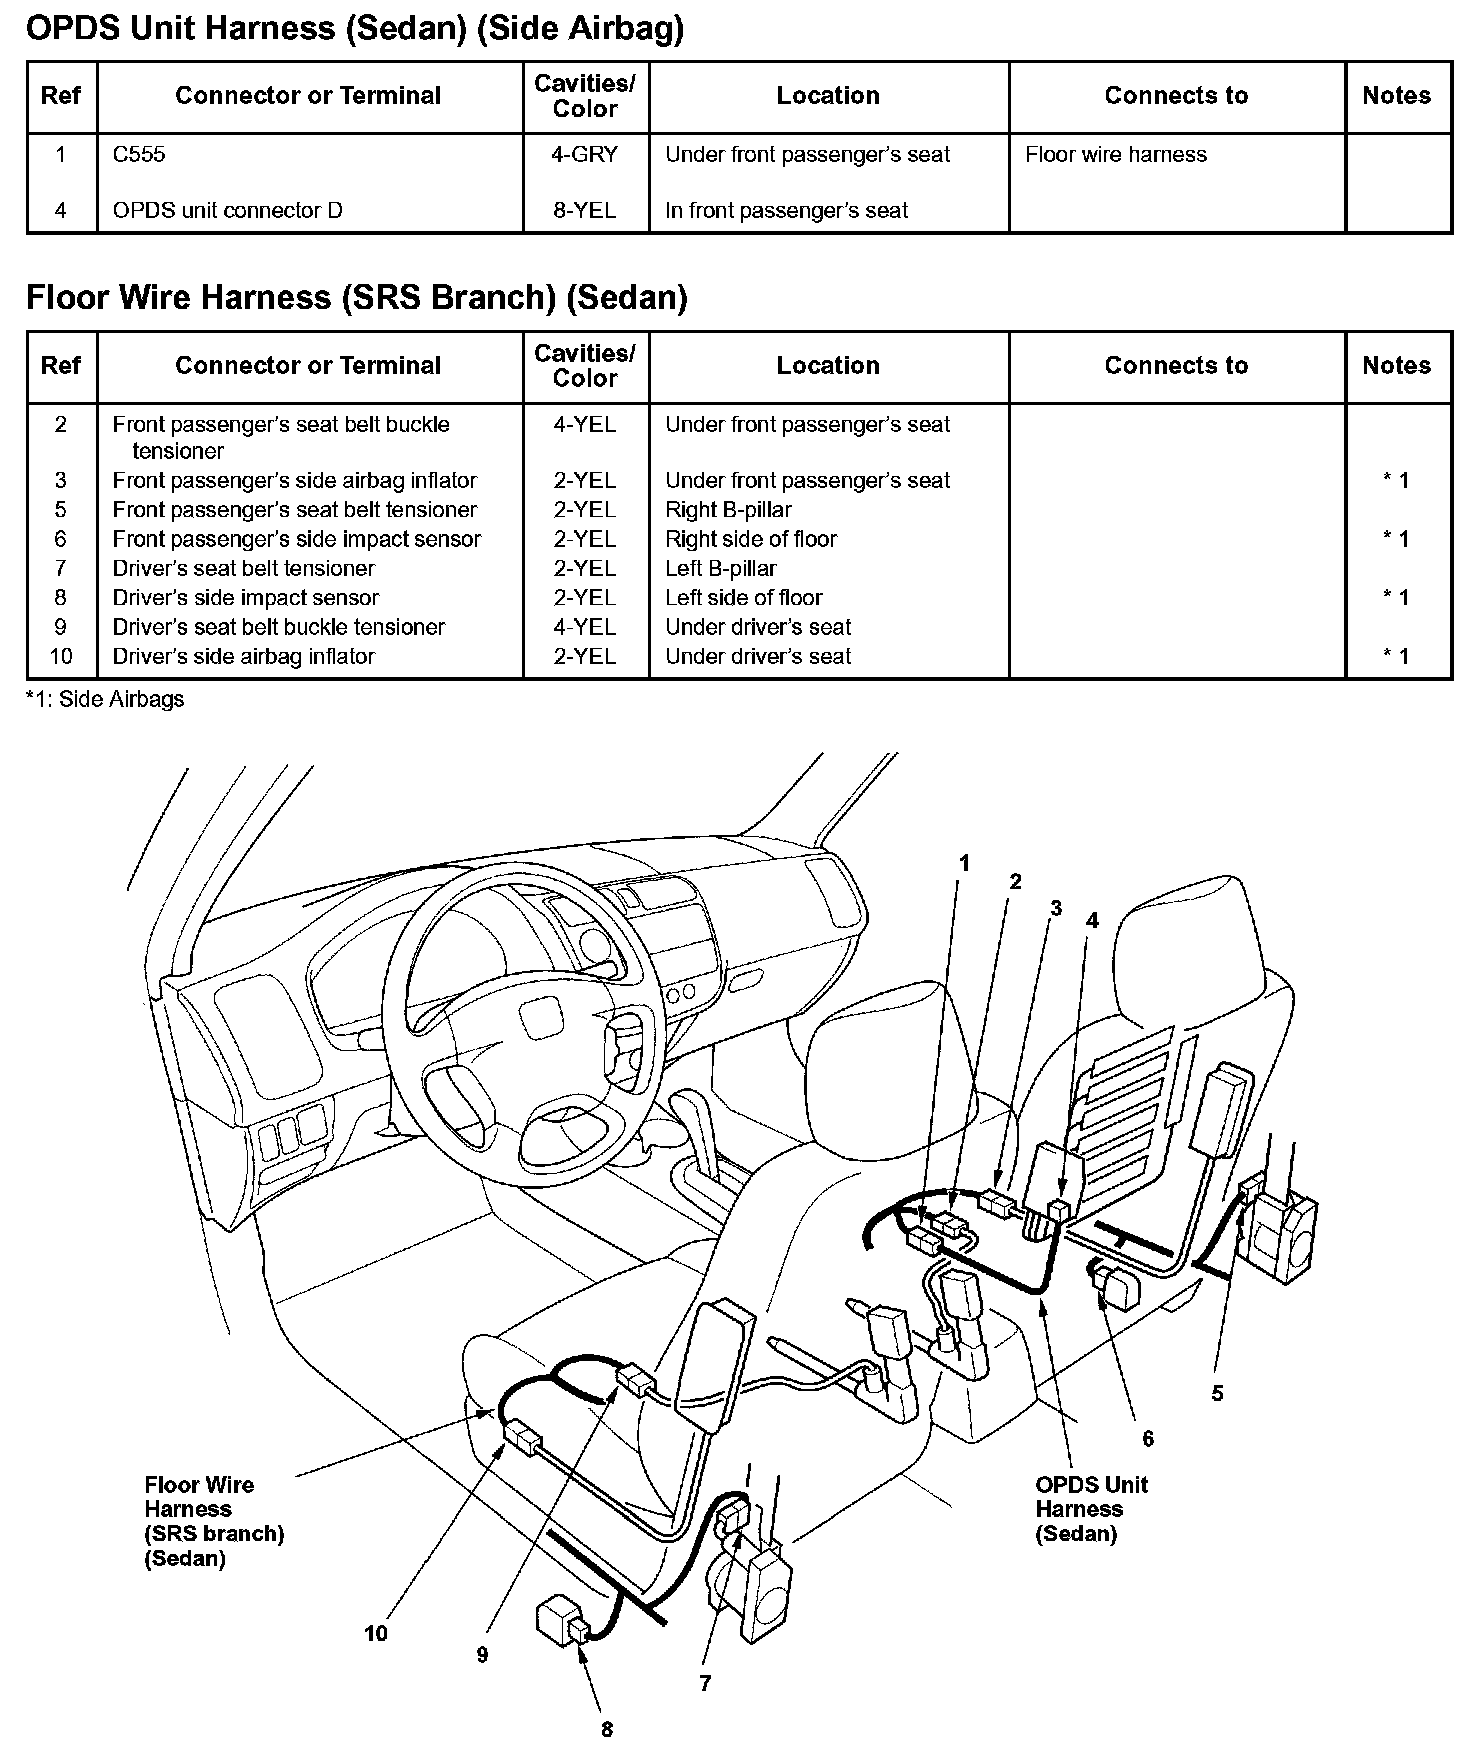 OPDS Unit Harness (Sedan) (Side Airbag)
Ref Connector or Terminal Cavities/ Color Location Connects to Notes
1 C555 4-GRY Under front passenger’s seat Floor wire harness
4 OPDS unit connector D 8-YEL In front passenger’s seat
Floor Wire Harness (SRS Branch) (Sedan)
Ref Connector or Terminal Cavities/ Color Location Connects to Notes
2 Front passenger’s seat belt buckle 4-YEL Under front passenger’s seat
tensioner
3 Front passenger’s side airbag inflator 2-YEL Under front passenger’s seat * 1
5 Front passenger’s seat belt tensioner 2-YEL Right B-pillar
6 Front passenger’s side impact sensor 2-YEL Right side of floor * 1
7 Driver’s seat belt tensioner 2-YEL Left B-pillar
8 Driver’s side impact sensor 2-YEL Left side of floor * 1
9 Driver’s seat belt buckle tensioner 4-YEL Under driver’s seat
10 Driver’s side airbag inflator 2-YEL Under driver’s seat * 1
*1: Side Airbags
1
2
3
4
5
6
Floor Wire
Harness
(SRS branch)
(Sedan)
OPDS Unit
Harness
(Sedan)
10
9
7
8